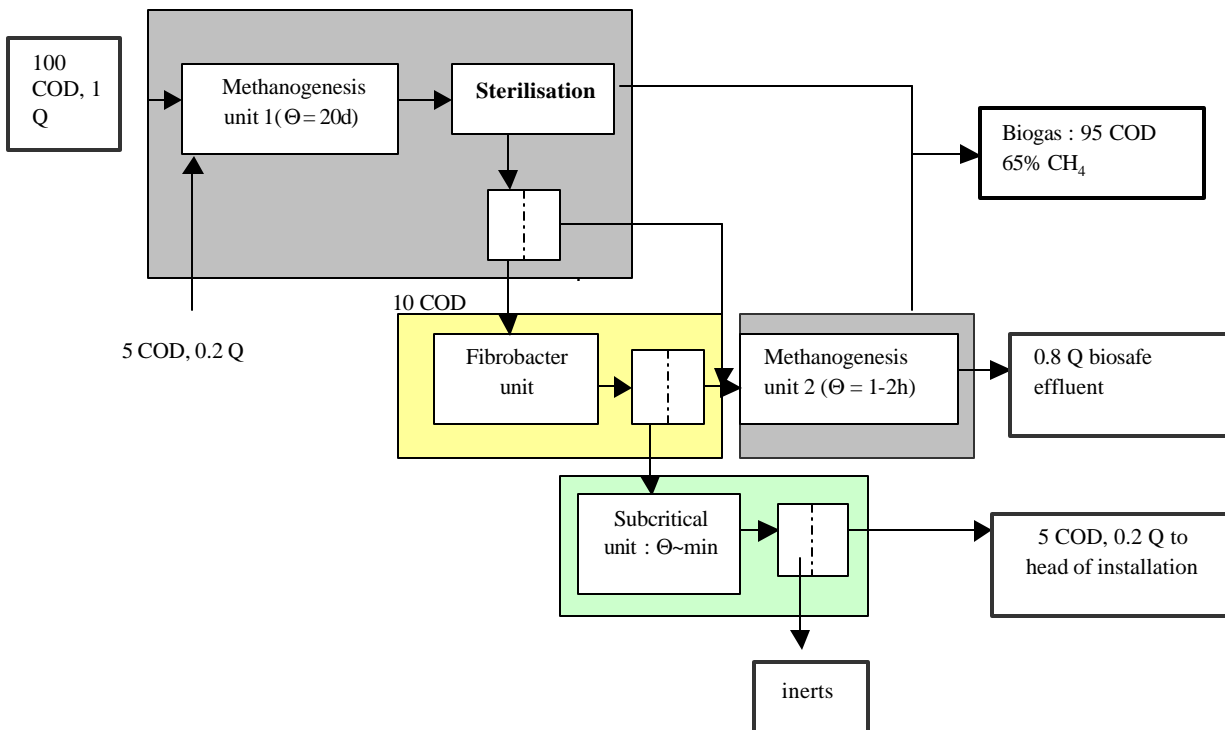 100
COD, 1
Q
Methanogenesis
unit 1(Θ = 20d)
Sterilisation
Biogas : 95 COD
65% CH₄
10 COD
5 COD, 0.2 Q
Fibrobacter
unit
Methanogenesis
unit 2 (Θ = 1-2h)
0.8 Q biosafe
effluent
Subcritical
unit : Θ~min
5 COD, 0.2 Q to
head of installation
inerts